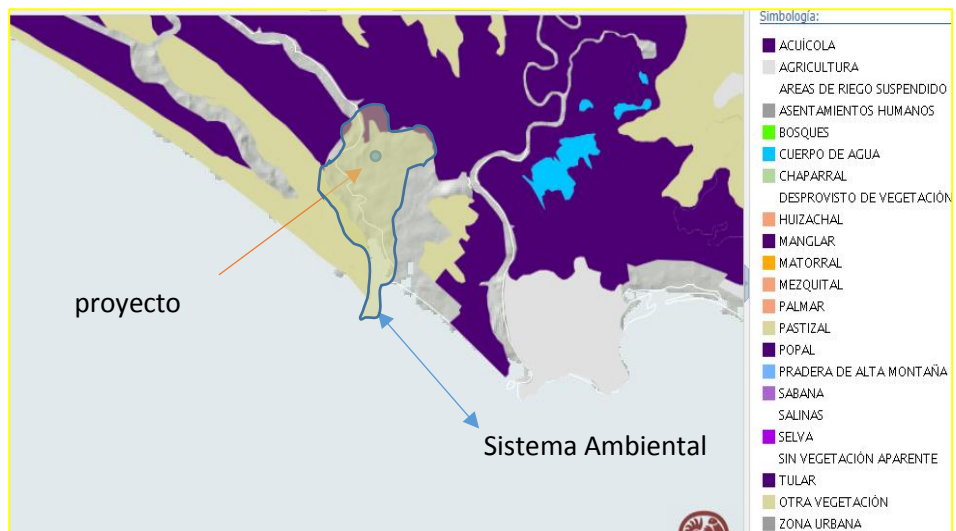 Simbología:
ACUÍCOLA
AGRICULTURA
AREAS DE RIEGO SUSPENDIDO
ASENTAMIENTOS HUMANOS
BOSQUES
CUERPO DE AGUA
CHAPARRAL
DESPROVISTO DE VEGETACIÓN
HUIZACHAL
MANGLAR
MATORRAL
MEZQUITAL
PALMAR
PASTIZAL
POPAL
PRADERA DE ALTA MONTAÑA
SABANA
SALINAS
SELVA
SIN VEGETACIÓN APARENTE
TULAR
OTRA VEGETACIÓN
ZONA URBANA
proyecto
Sistema Ambiental